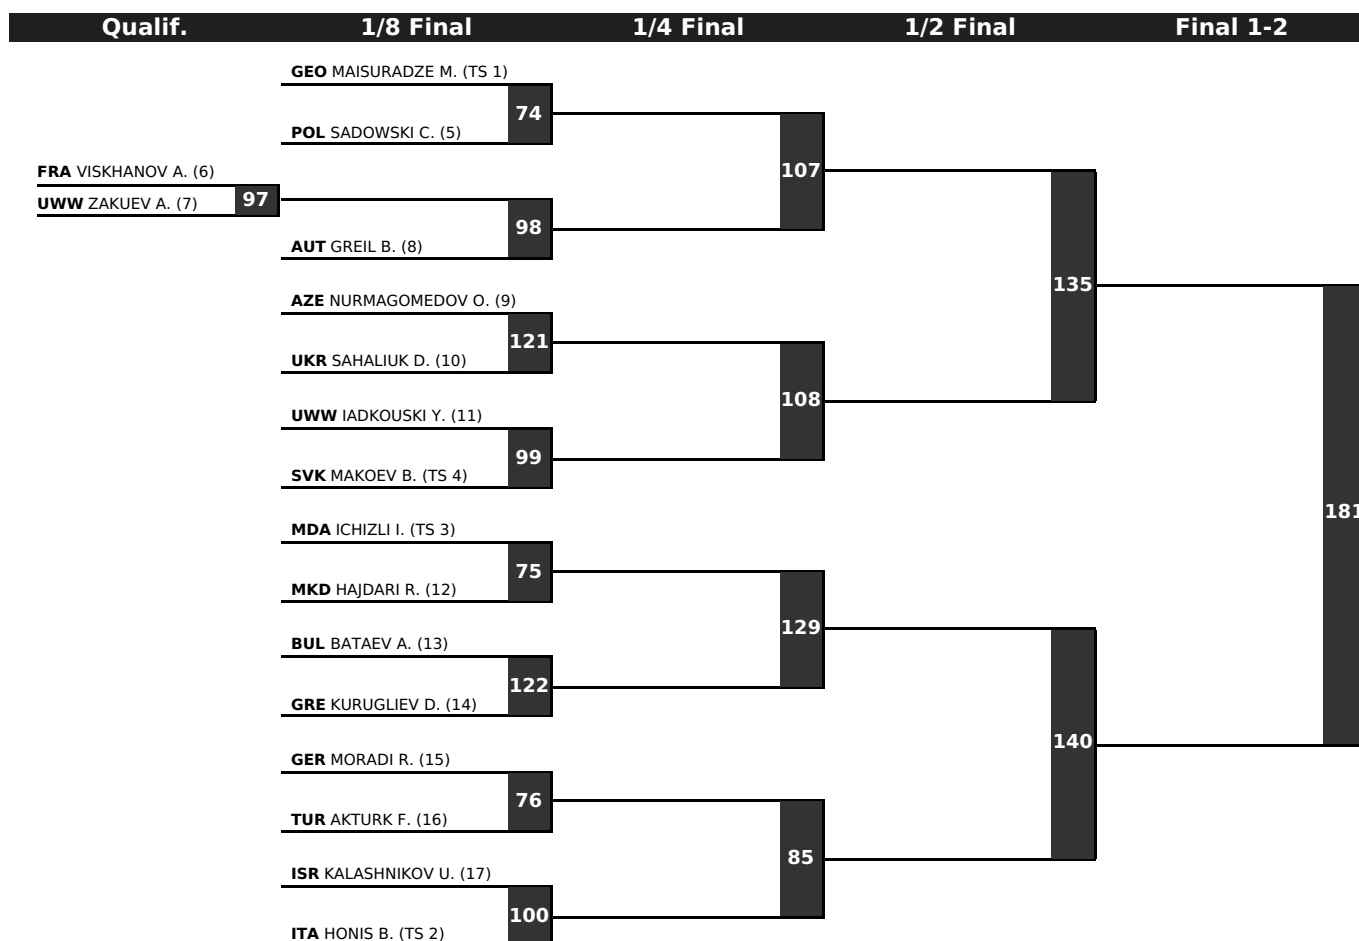 Qualif. 1/8 Final 1/4 Final 1/2 Final Final 1-2
GEO MAISURADZE M. (TS 1)
74
POL SADOWSKI C. (5)
FRA VISKHANOV A. (6)
107
UWW ZAKUEV A. (7) 97
98
AUT GREIL B. (8)
135
AZE NURMAGOMEDOV O. (9)
121
UKR SAHALIUK D. (10)
108
UWW IADKOUSKI Y. (11)
99
SVK MAKOEV B. (TS 4)
181
MDA ICHIZLI I. (TS 3)
75
MKD HAJDARI R. (12)
129
BUL BATAEV A. (13)
122
GRE KURUGLIEV D. (14)
140
GER MORADI R. (15)
76
TUR AKTURK F. (16)
85
ISR KALASHNIKOV U. (17)
100
ITA HONIS B. (TS 2)